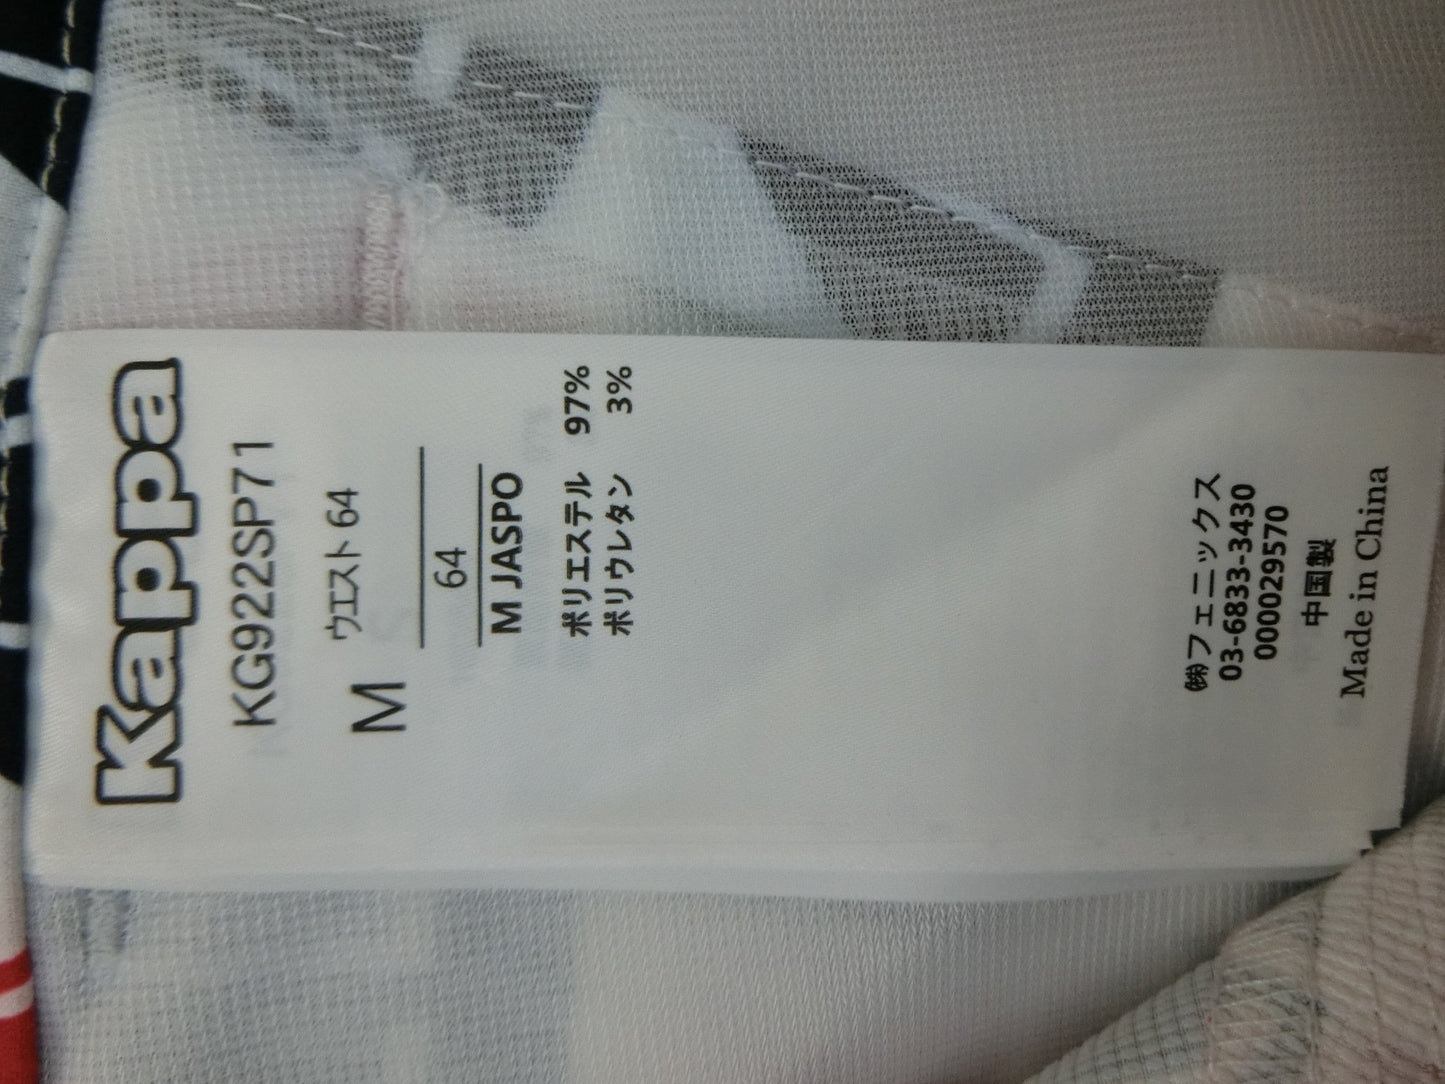 Kappa
KG922SP71
ウエスト 64
M
64
M JASPO
ポリエステル 97%
ポリウレタン 3%
㈱フェニックス
03-6833-3430
000029570
中国製
Made in China